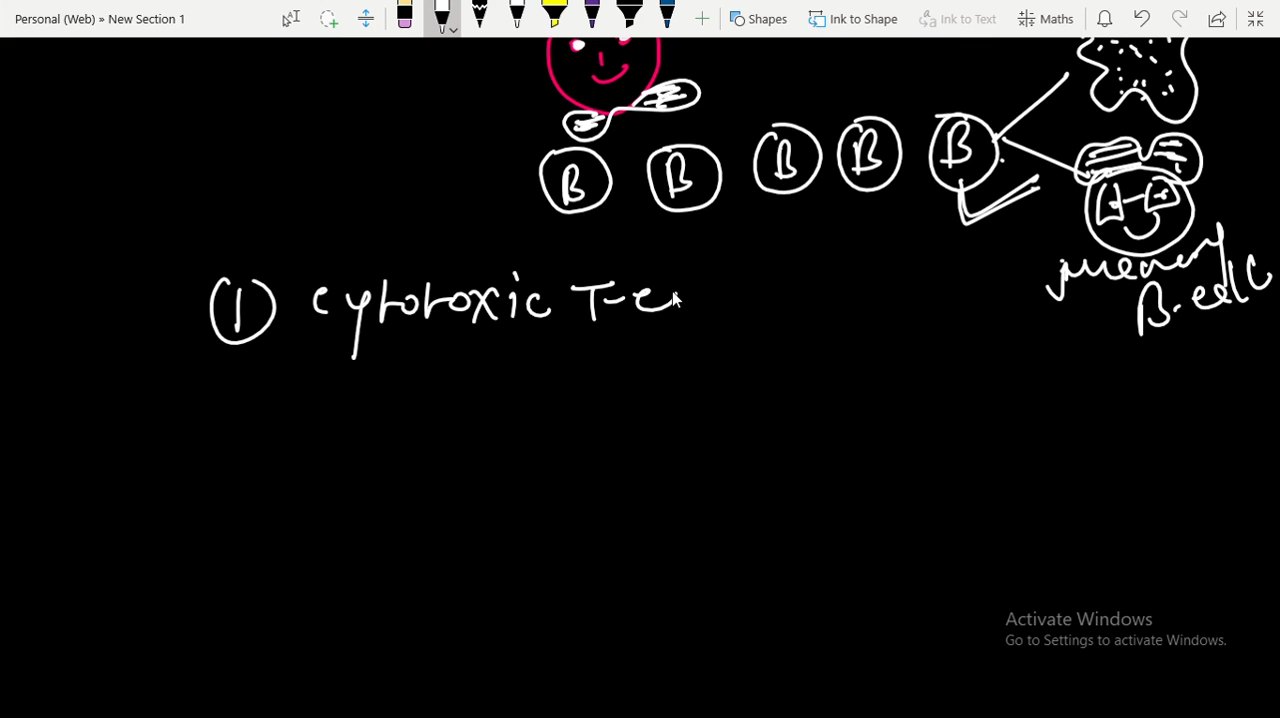 Personal (Web) » New Section 1
Shapes
Ink to Shape
Ink to Text
Maths
B B B B B
memory
B-cell
① cytotoxic T-c
Activate Windows
Go to Settings to activate Windows.